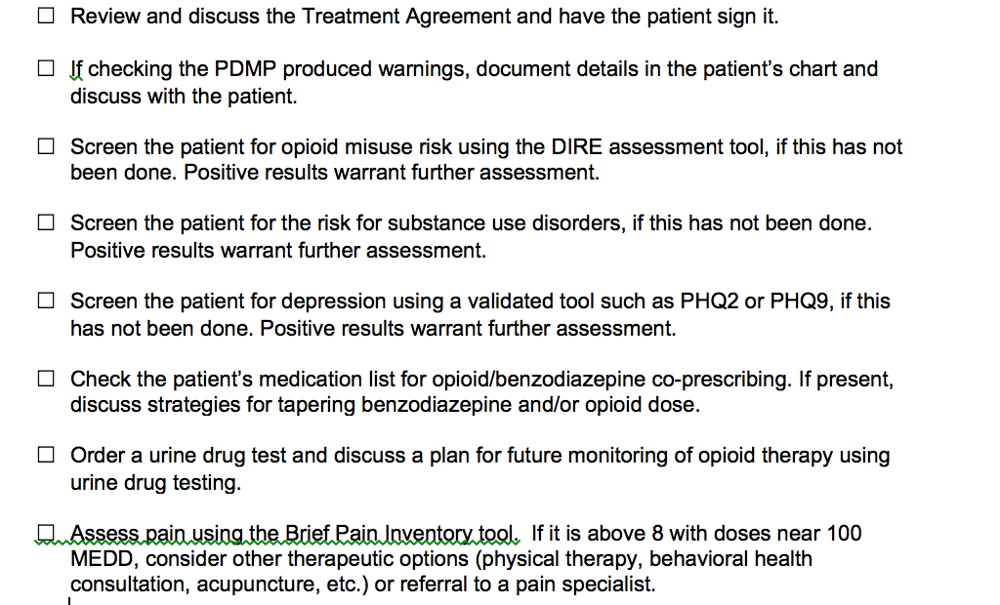 ☐ Review and discuss the Treatment Agreement and have the patient sign it.
☐ If checking the PDMP produced warnings, document details in the patient's chart and
discuss with the patient.
☐ Screen the patient for opioid misuse risk using the DIRE assessment tool, if this has not
been done. Positive results warrant further assessment.
☐ Screen the patient for the risk for substance use disorders, if this has not been done.
Positive results warrant further assessment.
☐ Screen the patient for depression using a validated tool such as PHQ2 or PHQ9, if this
has not been done. Positive results warrant further assessment.
☐ Check the patient's medication list for opioid/benzodiazepine co-prescribing. If present,
discuss strategies for tapering benzodiazepine and/or opioid dose.
☐ Order a urine drug test and discuss a plan for future monitoring of opioid therapy using
urine drug testing.
☐ Assess pain using the Brief Pain Inventory tool.  If it is above 8 with doses near 100
MEDD, consider other therapeutic options (physical therapy, behavioral health
consultation, acupuncture, etc.) or referral to a pain specialist.